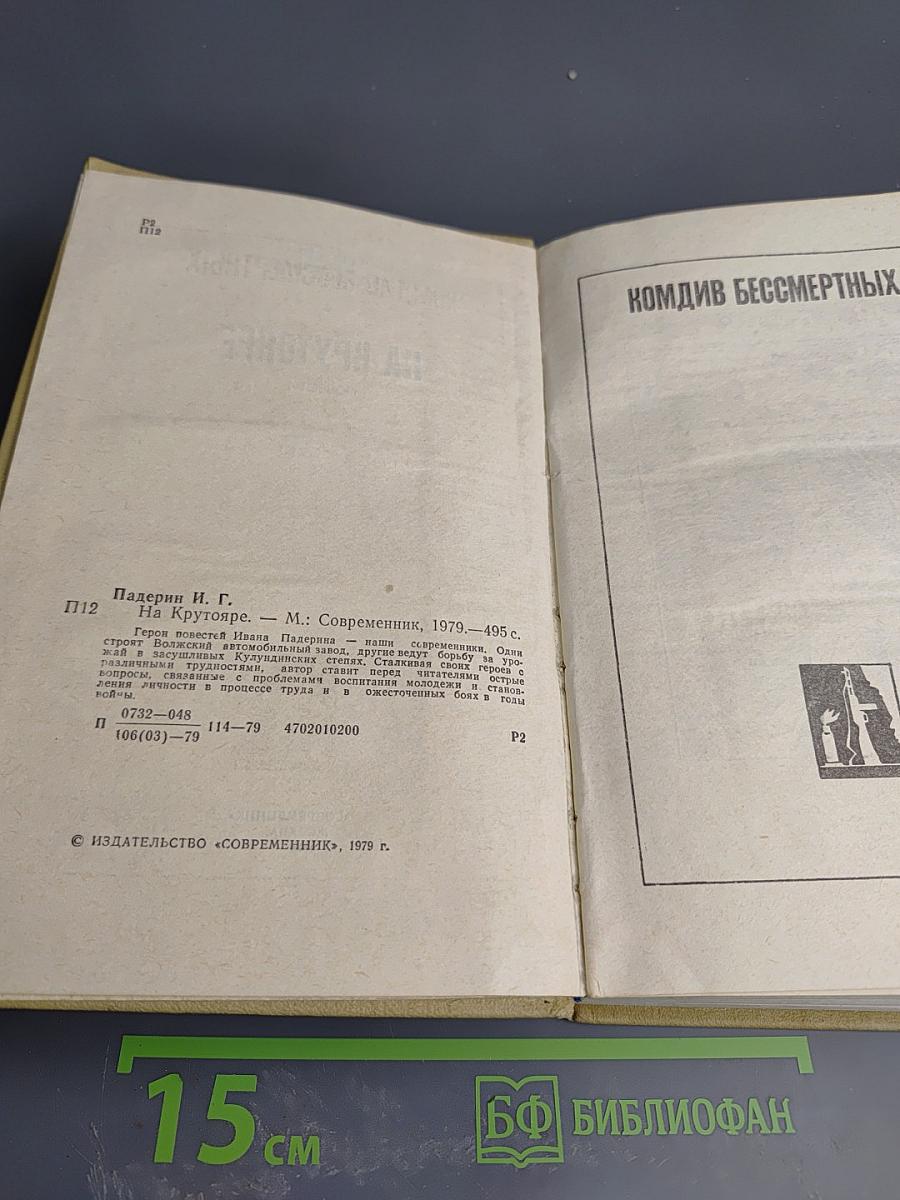 Р2
П12
Падерин И. Г.
П12 На Крутояре. — М.: Современник, 1979.—495 с.
Герои повестей Ивана Падерина — наши современники. Одни
строят Волжский автомобильный завод, другие ведут борьбу за уро-
жай в засушливых Кулундинских степях. Сталкивая своих героев с
различными трудностями, автор ставит перед читателями острые
вопросы, связанные с проблемами воспитания молодежи и станов-
ления личности в процессе труда и в ожесточенных боях в годы
войны.
П 0732—048
106(03)—79 114—79 4702010200 Р2
© ИЗДАТЕЛЬСТВО «СОВРЕМЕННИК», 1979 г.
КОМДИВ БЕССМЕРТНЫХ
15 см
БФ БИБЛИОФАН